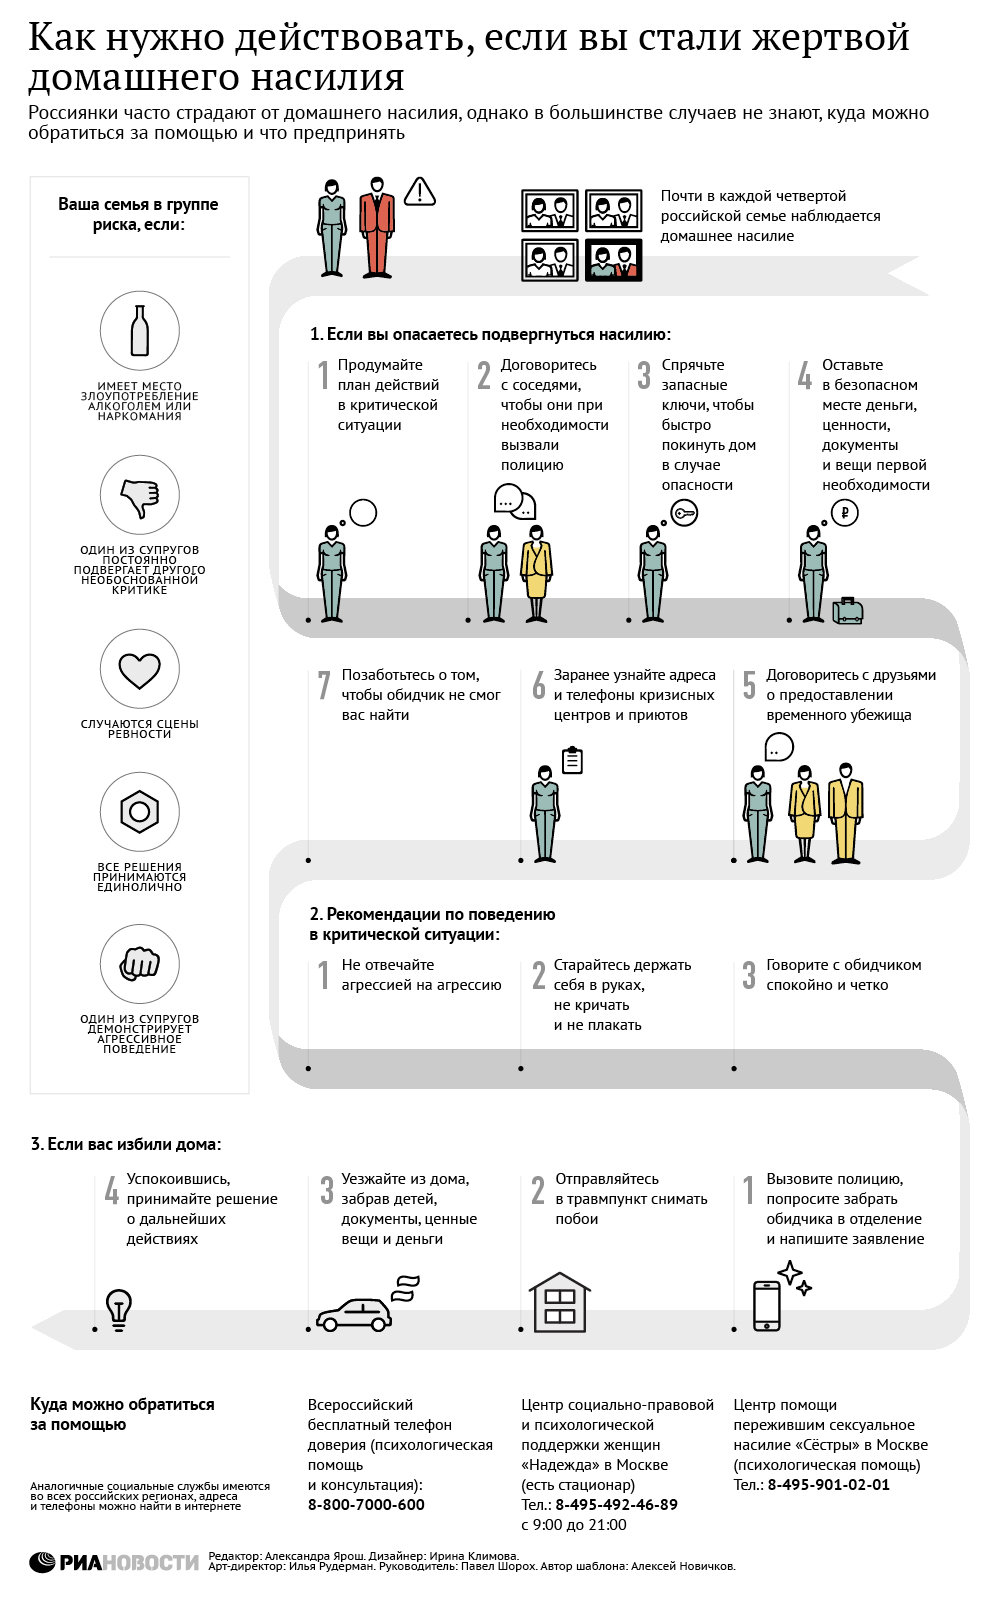 Как нужно действовать, если вы стали жертвой
домашнего насилия
Россиянки часто страдают от домашнего насилия, однако в большинстве случаев не знают, куда можно
обратиться за помощью и что предпринять
Ваша семья в группе
риска, если:
ИМЕЕТ МЕСТО
ЗЛОУПОТРЕБЛЕНИЕ
АЛКОГОЛЕМ ИЛИ
НАРКОМАНИЯ
ОДИН ИЗ СУПРУГОВ
ПОСТОЯННО
ПОДВЕРГАЕТ ДРУГОГО
НЕОБОСНОВАННОЙ
КРИТИКЕ
СЛУЧАЮТСЯ СЦЕНЫ
РЕВНОСТИ
ВСЕ РЕШЕНИЯ
ПРИНИМАЮТСЯ
ЕДИНОЛИЧНО
ОДИН ИЗ СУПРУГОВ
ДЕМОНСТРИРУЕТ
АГРЕССИВНОЕ
ПОВЕДЕНИЕ
Почти в каждой четвертой
российской семье наблюдается
домашнее насилие
1. Если вы опасаетесь подвергнуться насилию:
1 Продумайте
план действий
в критической
ситуации
2 Договоритесь
с соседями,
чтобы они при
необходимости
вызвали
полицию
3 Спрячьте
запасные
ключи, чтобы
быстро
покинуть дом
в случае
опасности
4 Оставьте
в безопасном
месте деньги,
ценности,
документы
и вещи первой
необходимости
₽
5 Договоритесь с друзьями
о предоставлении
временного убежища
6 Заранее узнайте адреса
и телефоны кризисных
центров и приютов
7 Позаботьтесь о том,
чтобы обидчик не смог
вас найти
2. Рекомендации по поведению
в критической ситуации:
1 Не отвечайте
агрессией на агрессию
2 Старайтесь держать
себя в руках,
не кричать
и не плакать
3 Говорите с обидчиком
спокойно и четко
3. Если вас избили дома:
1 Вызовите полицию,
попросите забрать
обидчика в отделение
и напишите заявление
2 Отправляйтесь
в травмпункт снимать
побои
3 Уезжайте из дома,
забрав детей,
документы, ценные
вещи и деньги
4 Успокоившись,
принимайте решение
о дальнейших
действиях
Куда можно обратиться
за помощью
Аналогичные социальные службы имеются
во всех российских регионах, адреса
и телефоны можно найти в интернете
Всероссийский
бесплатный телефон
доверия (психологическая
помощь
и консультация):
8-800-7000-600
Центр социально-правовой
и психологической
поддержки женщин
«Надежда» в Москве
(есть стационар)
Тел.: 8-495-492-46-89
с 9:00 до 21:00
Центр помощи
пережившим сексуальное
насилие «Сёстры» в Москве
(психологическая помощь)
Тел.: 8-495-901-02-01
РИАНОВОСТИ
Редактор: Александра Ярош. Дизайнер: Ирина Климова.
Арт-директор: Илья Рудерман. Руководитель: Павел Шорох. Автор шаблона: Алексей Новичков.